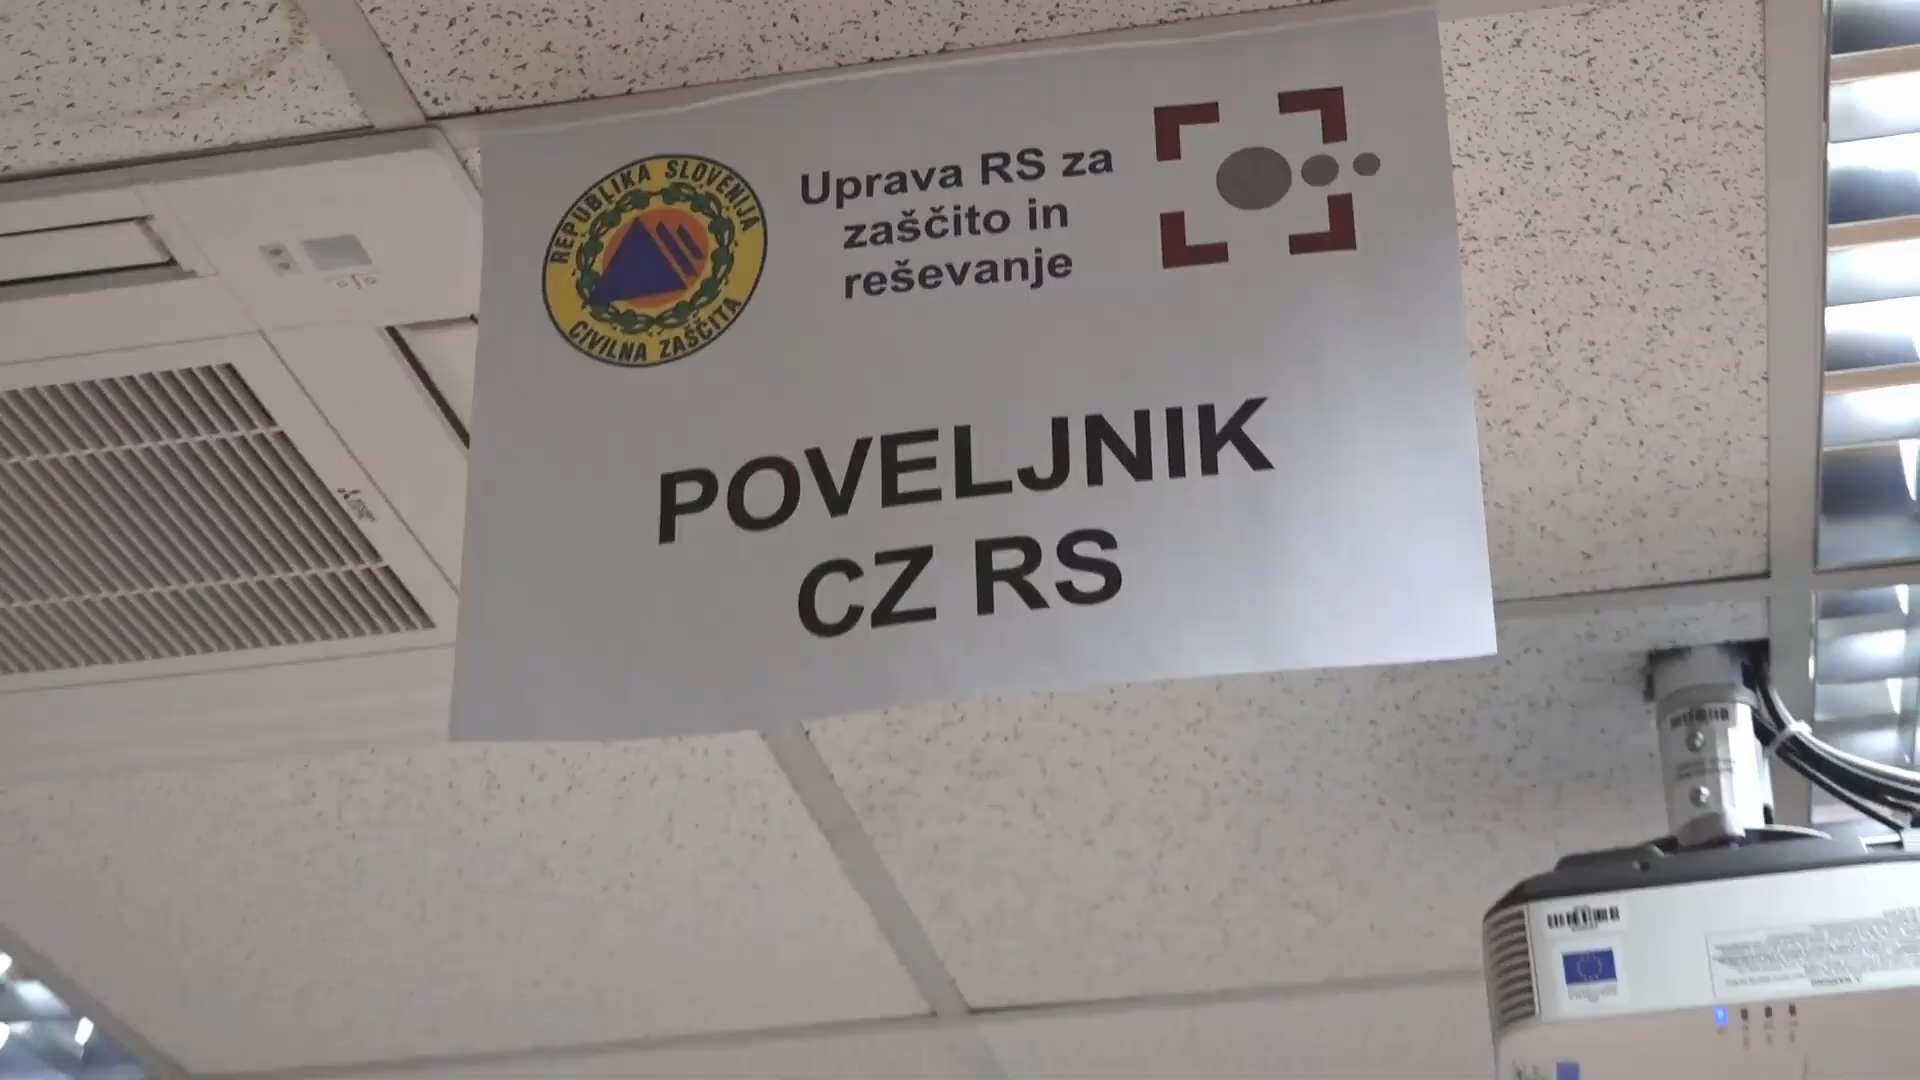 REPUBLIKA SLOVENIJA
CIVILNA ZAŠČITA
Uprava RS za
zaščito in
reševanje
POVELJNIK
CZ RS